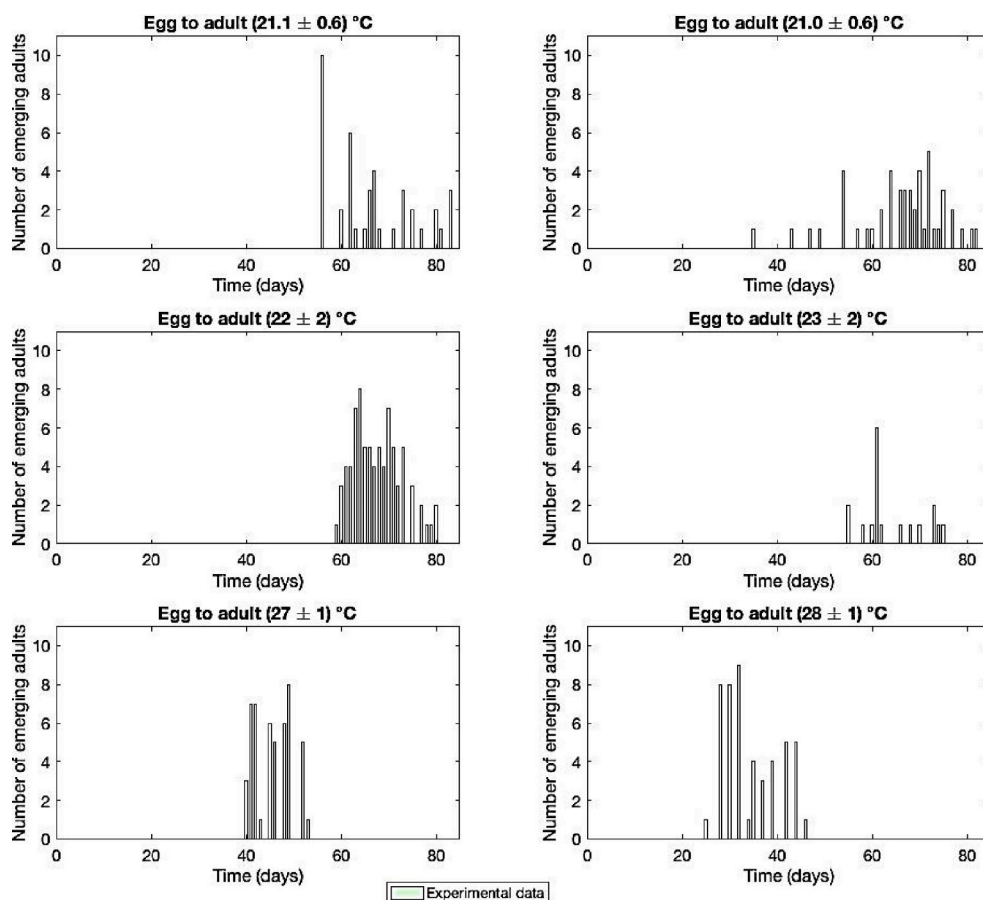 Egg to adult (21.1 ± 0.6) °C
Number of emerging adults
10
8
6
4
2
0
0 20 40 60 80
Time (days)
Egg to adult (21.0 ± 0.6) °C
Number of emerging adults
10
8
6
4
2
0
0 20 40 60 80
Time (days)
Egg to adult (22 ± 2) °C
Number of emerging adults
10
8
6
4
2
0
0 20 40 60 80
Time (days)
Egg to adult (23 ± 2) °C
Number of emerging adults
10
8
6
4
2
0
0 20 40 60 80
Time (days)
Egg to adult (27 ± 1) °C
Number of emerging adults
10
8
6
4
2
0
0 20 40 60 80
Time (days)
Egg to adult (28 ± 1) °C
Number of emerging adults
10
8
6
4
2
0
0 20 40 60 80
Time (days)
Experimental data